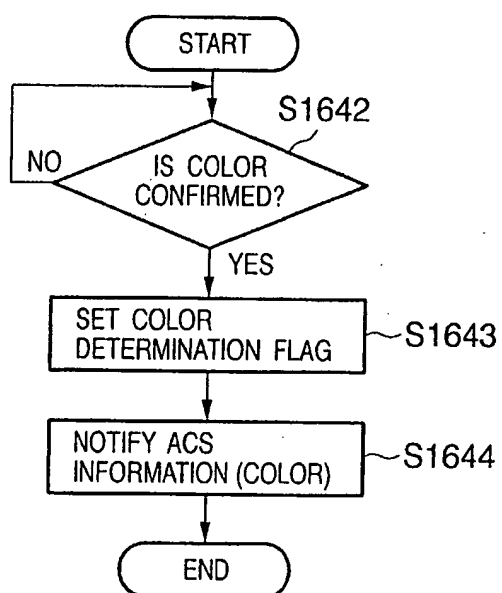 START
S1642
NO
IS COLOR
CONFIRMED?
YES
SET COLOR
DETERMINATION FLAG
S1643
NOTIFY ACS
INFORMATION (COLOR)
S1644
END